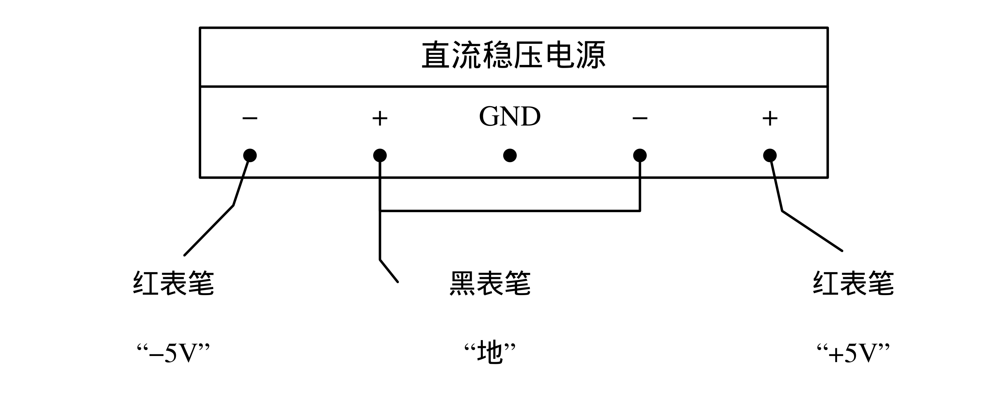 直流稳压电源
− + GND − +
红表笔 黑表笔 红表笔
“−5V” “地” “+5V”